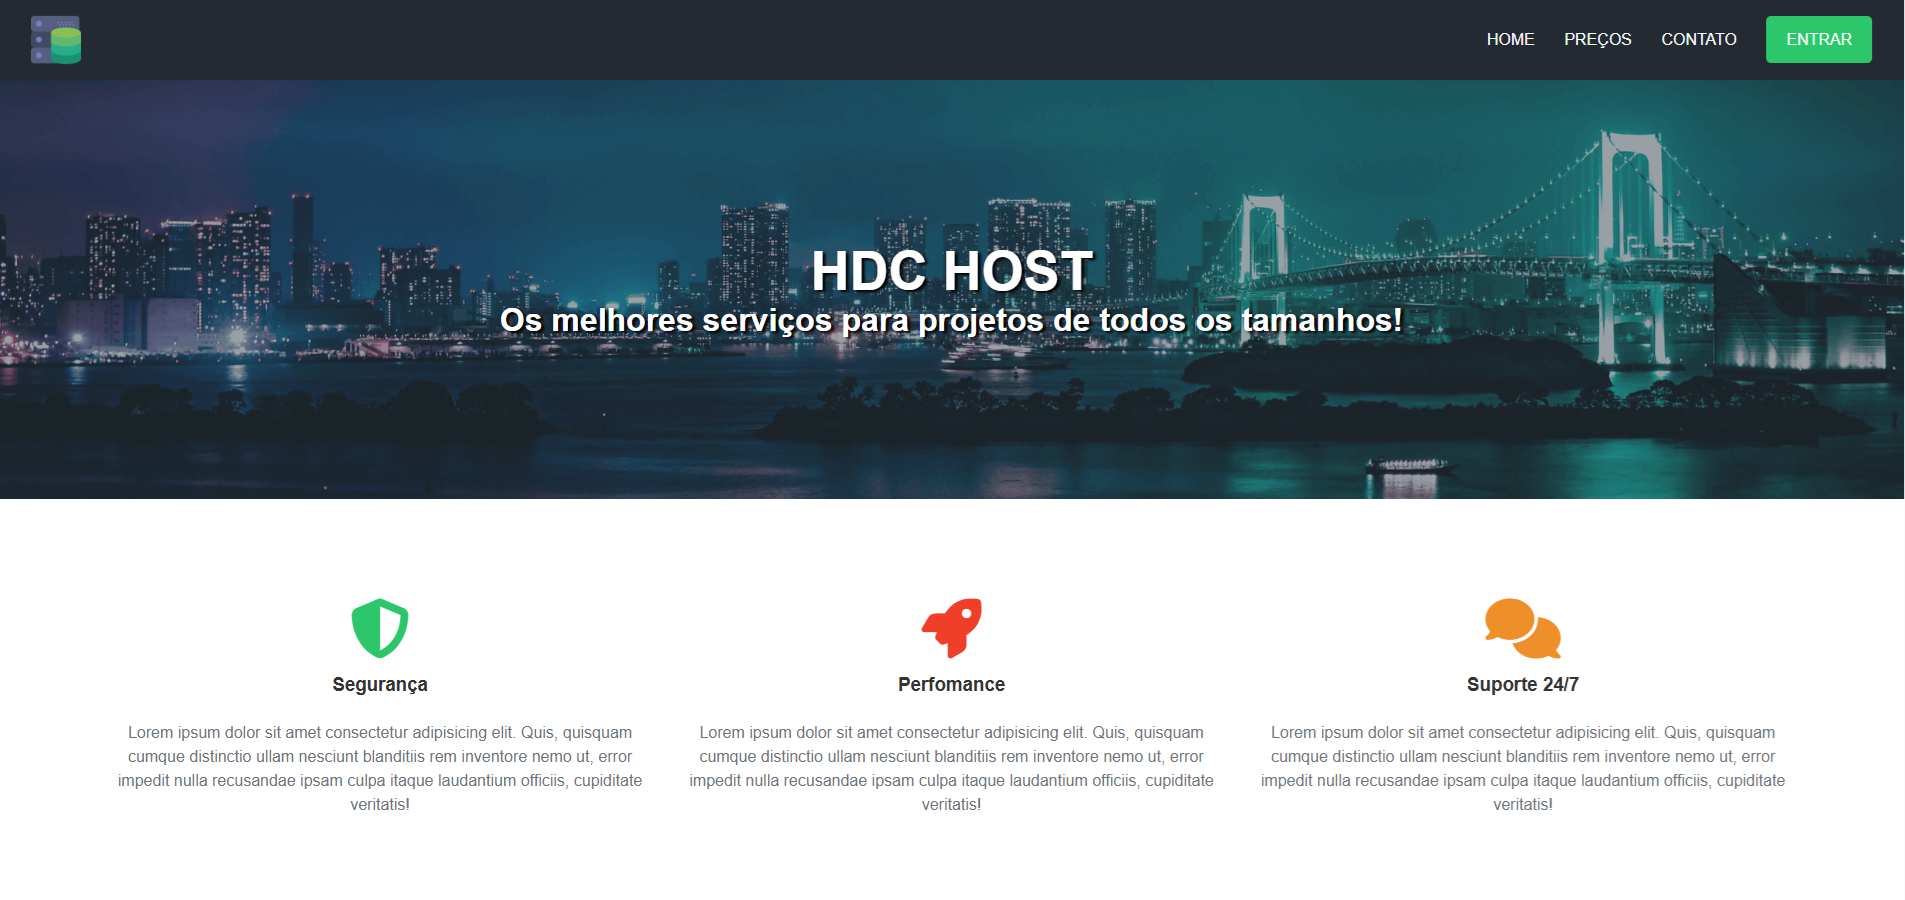 HOME PREÇOS CONTATO ENTRAR
HDC HOST
Os melhores serviços para projetos de todos os tamanhos!
Segurança
Lorem ipsum dolor sit amet consectetur adipisicing elit. Quis, quisquam
cumque distinctio ullam nesciunt blanditiis rem inventore nemo ut, error
impedit nulla recusandae ipsam culpa itaque laudantium officiis, cupiditate
veritatis!
Perfomance
Lorem ipsum dolor sit amet consectetur adipisicing elit. Quis, quisquam
cumque distinctio ullam nesciunt blanditiis rem inventore nemo ut, error
impedit nulla recusandae ipsam culpa itaque laudantium officiis, cupiditate
veritatis!
Suporte 24/7
Lorem ipsum dolor sit amet consectetur adipisicing elit. Quis, quisquam
cumque distinctio ullam nesciunt blanditiis rem inventore nemo ut, error
impedit nulla recusandae ipsam culpa itaque laudantium officiis, cupiditate
veritatis!